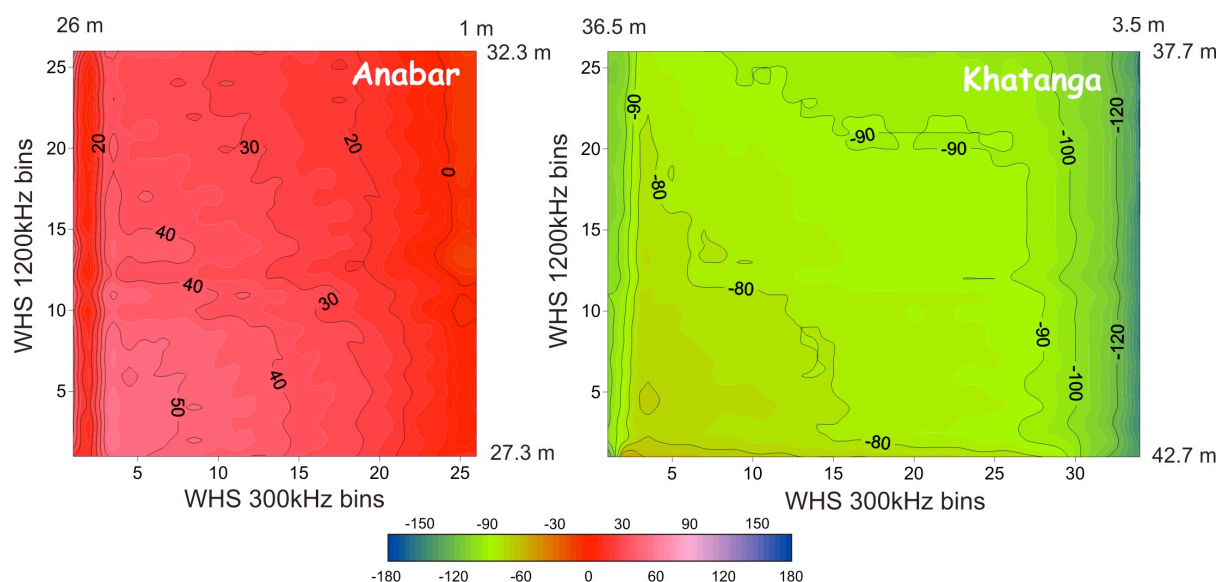 26 m 1 m 36.5 m 3.5 m
32.3 m 37.7 m
Anabar Khatanga
25 20 15 10 5
25 20 15 10 5
WHS 1200kHz bins
WHS 1200kHz bins
20 30 20 0
40
40
30
40
50
-90 -90 -90 -100 -120
-80
-80
-90 -120
-100
-80
27.3 m 42.7 m
5 10 15 20 25
5 10 15 20 25 30
WHS 300kHz bins WHS 300kHz bins
-150 -90 -30 30 90 150
-180 -120 -60 0 60 120 180